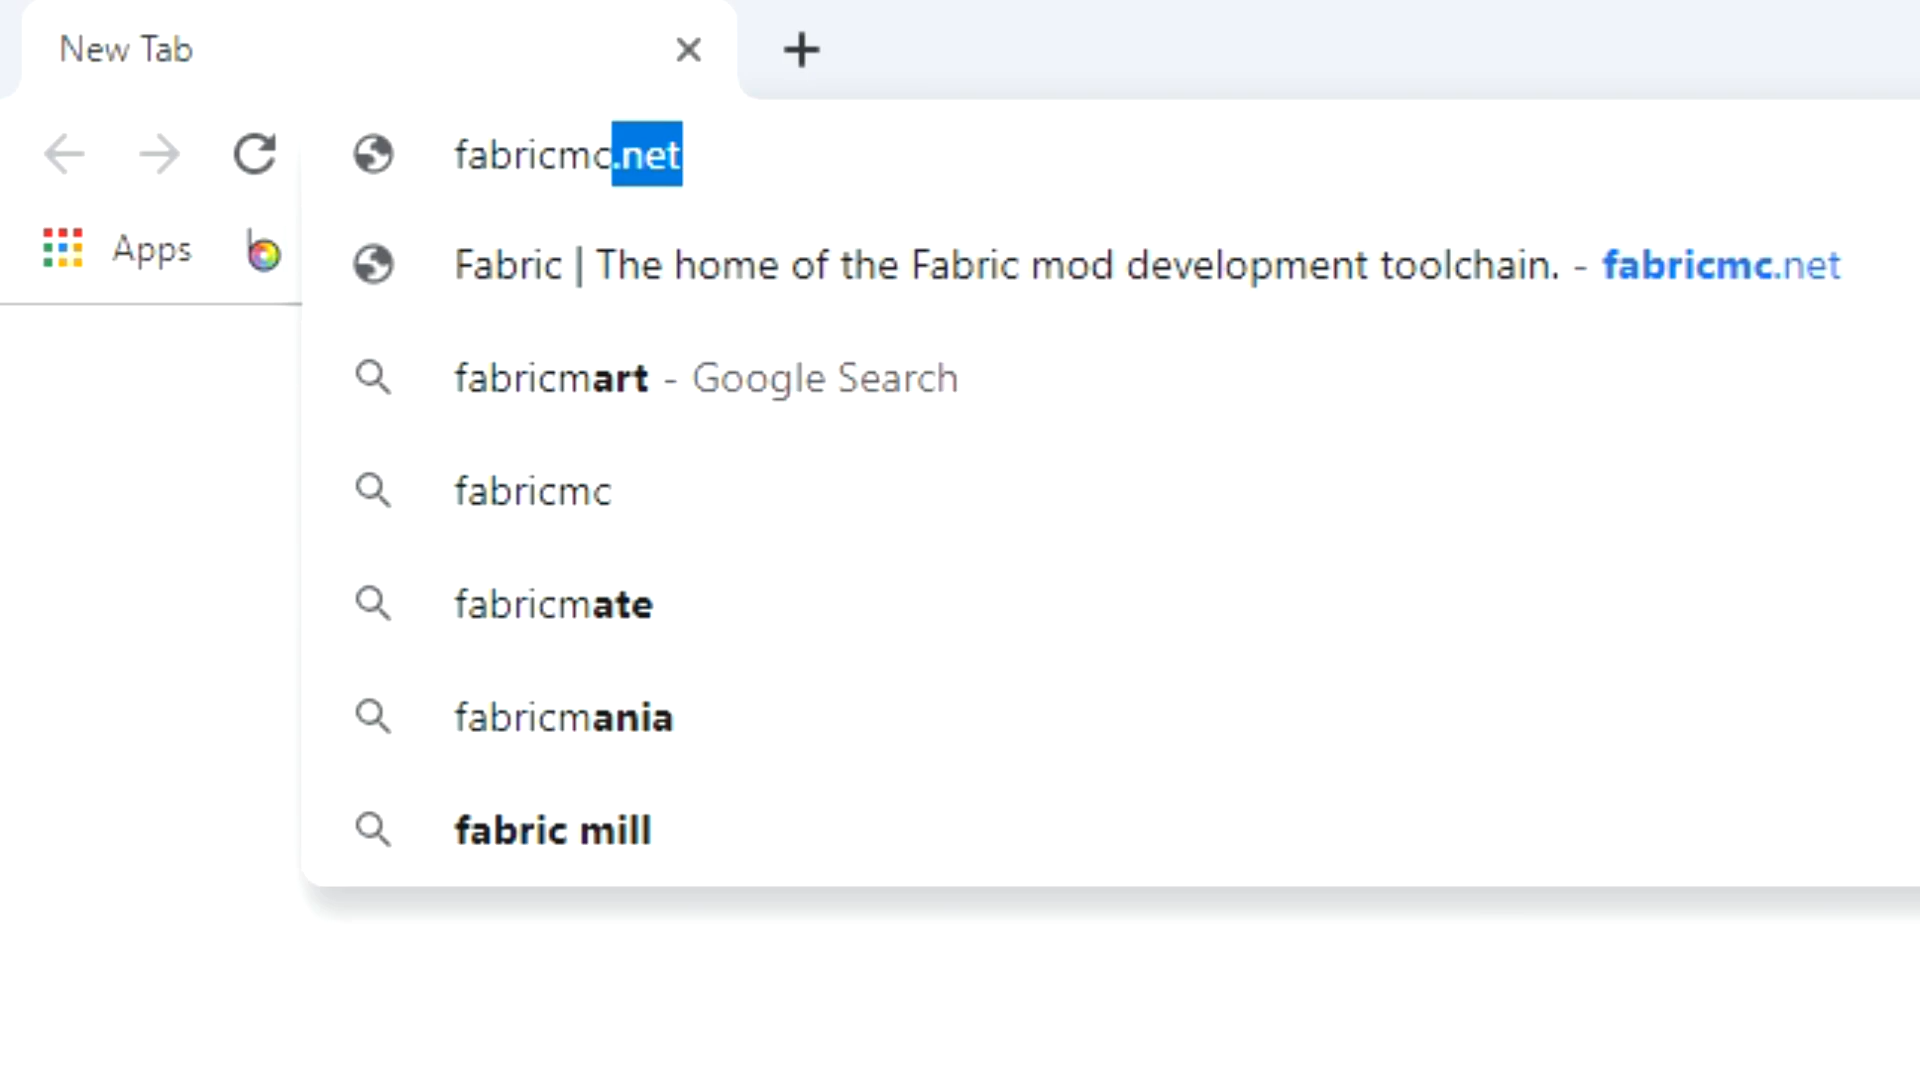 New Tab
fabricmc.net
Apps
Fabric | The home of the Fabric mod development toolchain. - fabricmc.net
fabricmart - Google Search
fabricmc
fabricmate
fabricmania
fabric mill